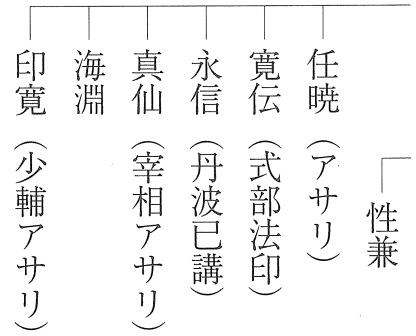 性兼
任暁(アサリ)
寛伝(式部法印)
永信(丹波已講)
真仙(宰相アサリ)
海淵
印寛(少輔アサリ)